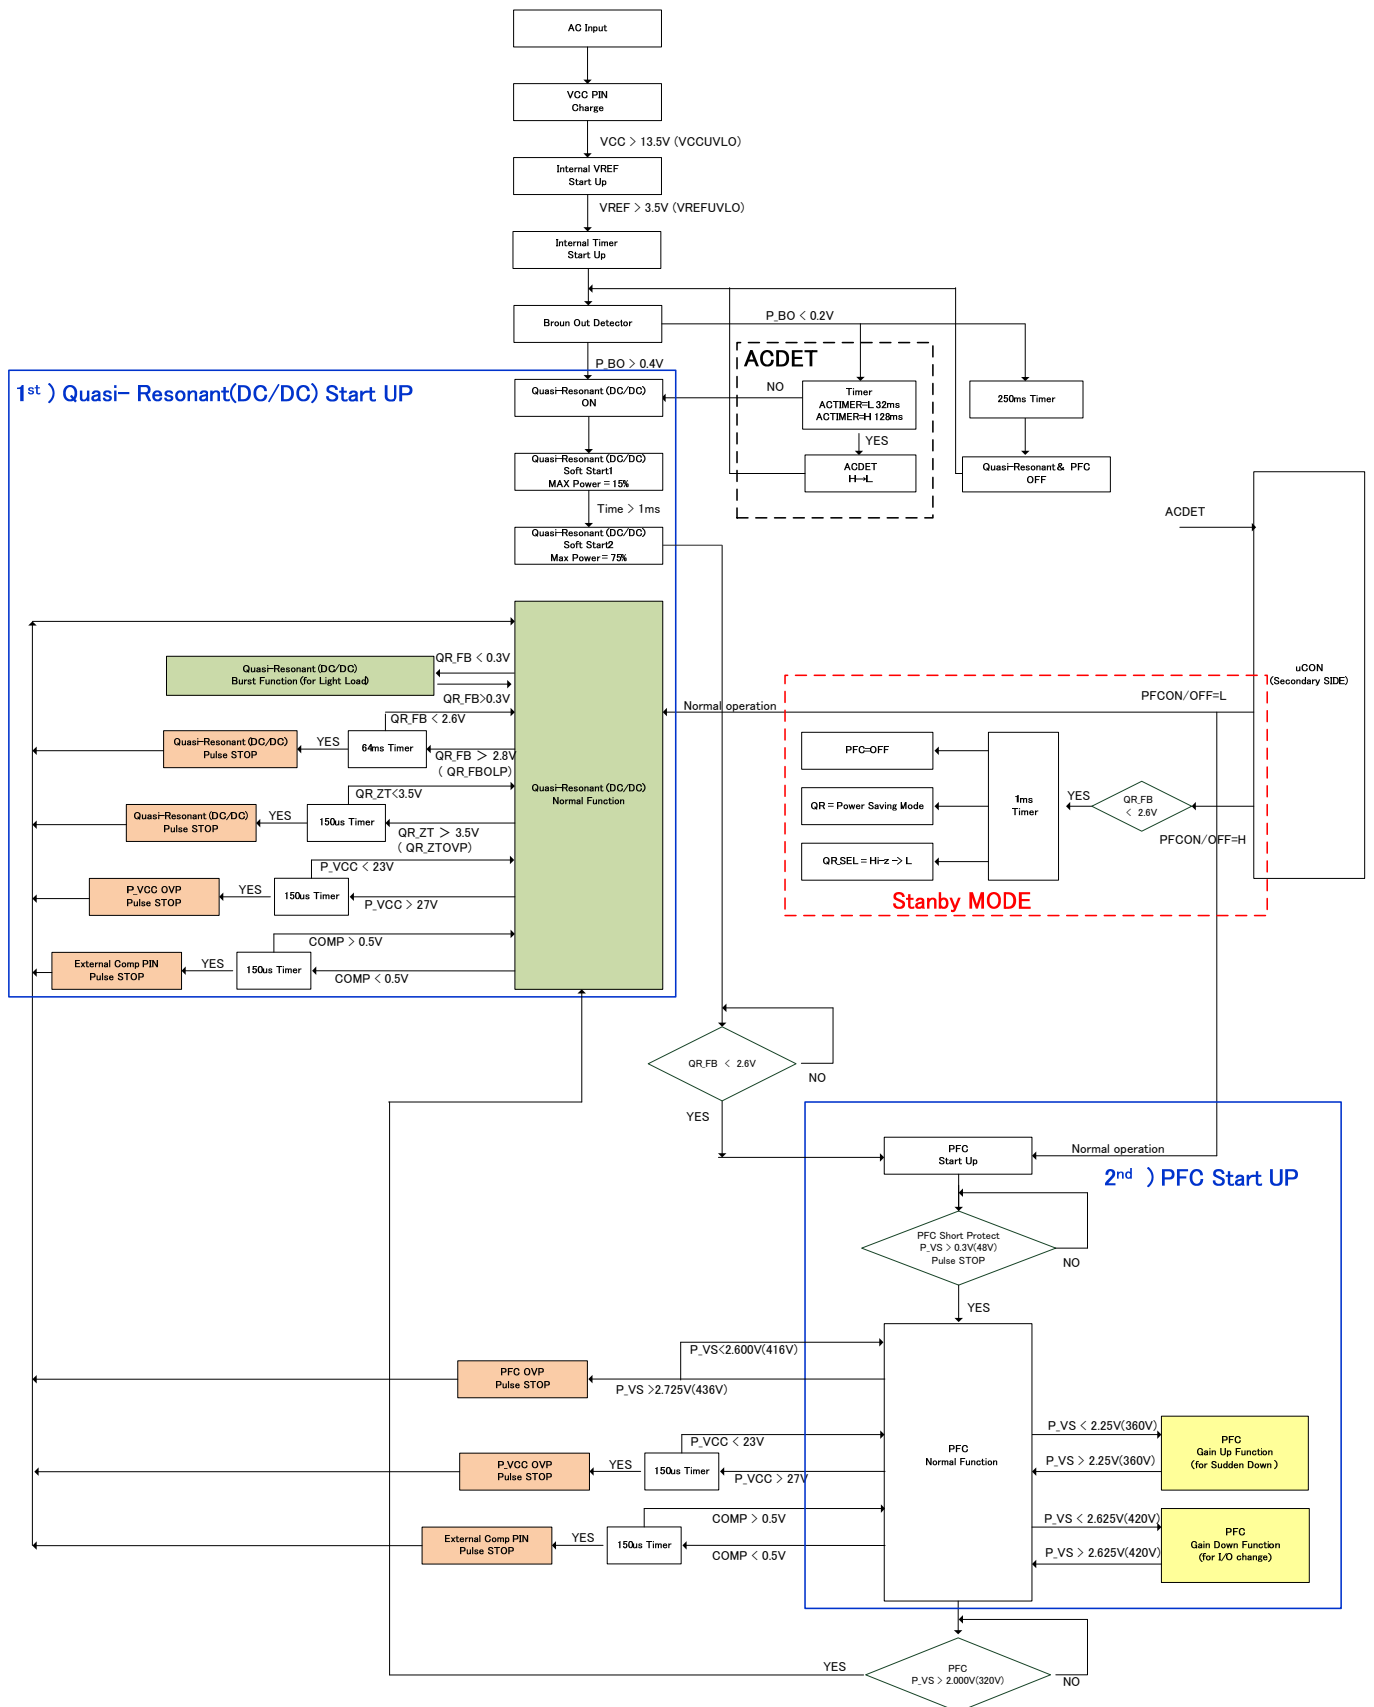 AC Input
VCC PIN
Charge
VCC > 13.5V (VCCUVLO)
Internal VREF
Start Up
VREF > 3.5V (VREFUVLO)
Internal Timer
Start Up
Broun Out Detector
P_BO < 0.2V
P_BO > 0.4V
ACDET
NO
Timer
ACTIMER=L 32ms
ACTIMER=H 128ms
YES
ACDET
H→L
250ms Timer
Quasi-Resonant & PFC
OFF
1st ) Quasi- Resonant(DC/DC) Start UP
Quasi-Resonant (DC/DC)
ON
Quasi-Resonant (DC/DC)
Soft Start1
MAX Power = 15%
Time > 1ms
Quasi-Resonant (DC/DC)
Soft Start2
Max Power = 75%
ACDET
uCON
(Secondary SIDE)
Quasi-Resonant (DC/DC)
Burst Function (for Light Load)
QR_FB < 0.3V
QR_FB>0.3V
QR_FB < 2.6V
Quasi-Resonant (DC/DC)
Pulse STOP
YES
64ms Timer
QR_FB > 2.8V
( QR_FBOLP)
Quasi-Resonant (DC/DC)
Normal Function
QR_ZT<3.5V
Quasi-Resonant (DC/DC)
Pulse STOP
YES
150us Timer
QR_ZT > 3.5V
( QR_ZTOVP)
P_VCC < 23V
P_VCC OVP
Pulse STOP
YES
150us Timer
P_VCC > 27V
COMP > 0.5V
External Comp PIN
Pulse STOP
YES
150us Timer
COMP < 0.5V
Normal operation
PFCON/OFF=L
PFC=OFF
QR = Power Saving Mode
QR_SEL = Hi-z -> L
1ms
Timer
YES
QR_FB
< 2.6V
PFCON/OFF=H
Stanby MODE
QR_FB < 2.6V
NO
YES
PFC
Start Up
Normal operation
2nd ) PFC Start UP
PFC Short Protect
P_VS > 0.3V(48V)
Pulse STOP
NO
YES
PFC
Normal Function
P_VS<2.600V(416V)
PFC OVP
Pulse STOP
P_VS >2.725V(436V)
P_VCC < 23V
P_VCC OVP
Pulse STOP
YES
150us Timer
P_VCC > 27V
COMP > 0.5V
External Comp PIN
Pulse STOP
YES
150us Timer
COMP < 0.5V
P_VS < 2.25V(360V)
P_VS > 2.25V(360V)
PFC
Gain Up Function
(for Sudden Down )
P_VS < 2.625V(420V)
P_VS > 2.625V(420V)
PFC
Gain Down Function
(for I/O change)
YES
PFC
P_VS > 2.000V(320V)
NO